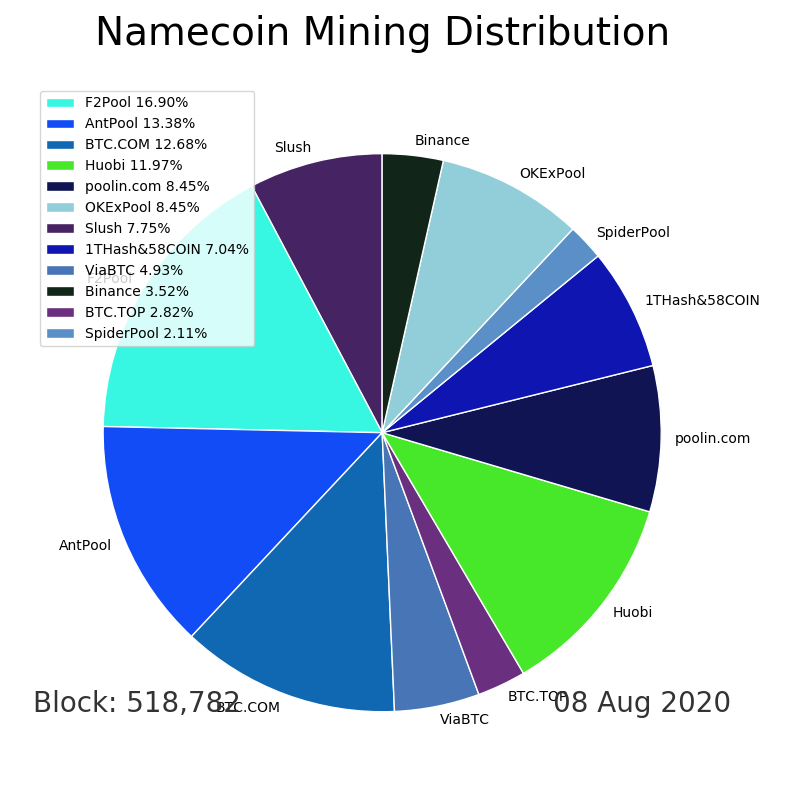 Namecoin Mining Distribution
F2Pool 16.90%
AntPool 13.38%
BTC.COM 12.68%
Huobi 11.97%
poolin.com 8.45%
OKExPool 8.45%
Slush 7.75%
1THash&58COIN 7.04%
ViaBTC 4.93%
Binance 3.52%
BTC.TOP 2.82%
SpiderPool 2.11%
Slush
Binance
OKExPool
SpiderPool
F2Pool
1THash&58COIN
poolin.com
AntPool
Huobi
BTC.TOP
BTC.COM
ViaBTC
Block: 518,782
08 Aug 2020